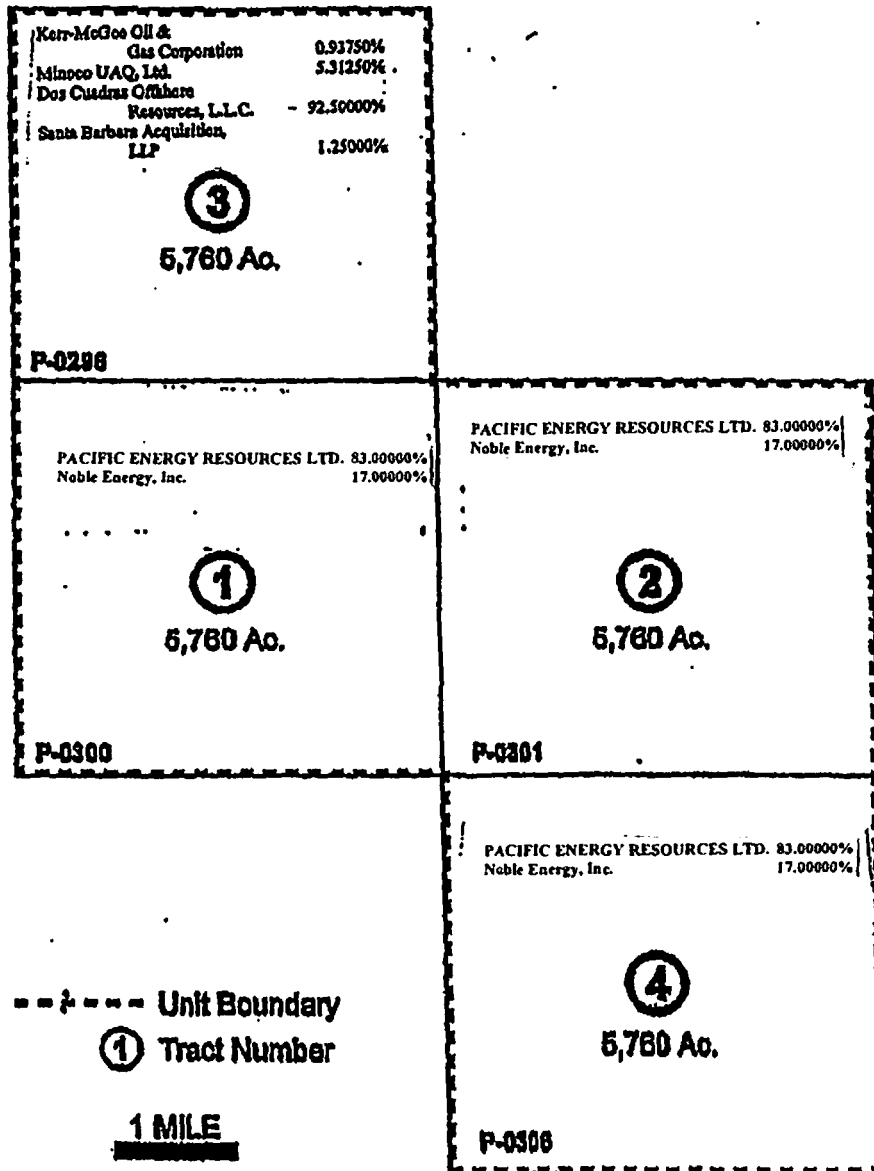 Kerr-McGee Oil &
Gas Corporation 0.93750%
Minoco UAQ, Ltd. 5.31250%
Dos Cuadras Offshore
Resources, L.L.C. - 92.50000%
Santa Barbara Acquisition,
LLP 1.25000%
3
5,760 Ac.
P-0296
PACIFIC ENERGY RESOURCES LTD. 83.00000%
Noble Energy, Inc. 17.00000%
1
5,760 Ac.
P-0300
PACIFIC ENERGY RESOURCES LTD. 83.00000%
Noble Energy, Inc. 17.00000%
2
5,760 Ac.
P-0301
PACIFIC ENERGY RESOURCES LTD. 83.00000%
Noble Energy, Inc. 17.00000%
4
5,760 Ac.
P-0306
Unit Boundary
1 Tract Number
1 MILE